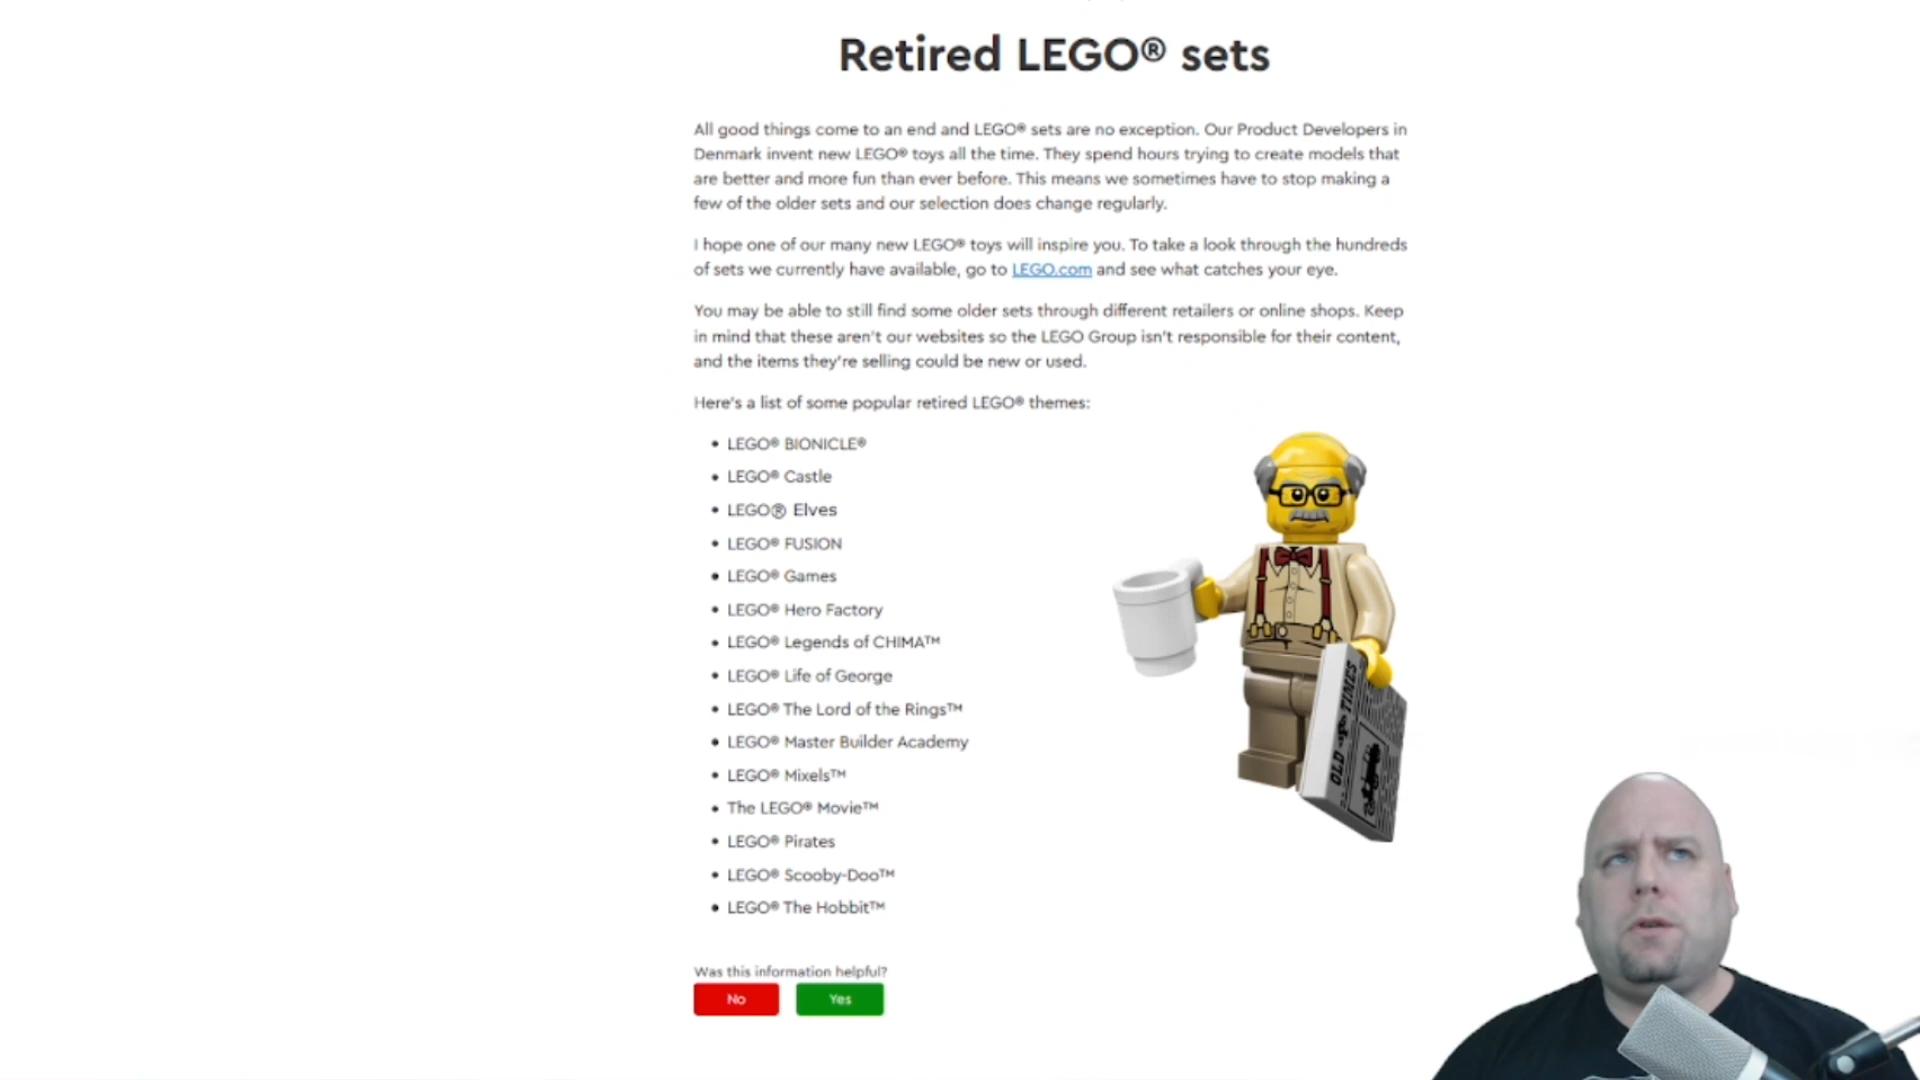 Retired LEGO® sets
All good things come to an end and LEGO® sets are no exception. Our Product Developers in
Denmark invent new LEGO® toys all the time. They spend hours trying to create models that
are better and more fun than ever before. This means we sometimes have to stop making a
few of the older sets and our selection does change regularly.
I hope one of our many new LEGO® toys will inspire you. To take a look through the hundreds
of sets we currently have available, go to LEGO.com and see what catches your eye.
You may be able to still find some older sets through different retailers or online shops. Keep
in mind that these aren't our websites so the LEGO Group isn't responsible for their content,
and the items they're selling could be new or used.
Here's a list of some popular retired LEGO® themes:
• LEGO® BIONICLE®
• LEGO® Castle
• LEGO® Elves
• LEGO® FUSION
• LEGO® Games
• LEGO® Hero Factory
• LEGO® Legends of CHIMA™
• LEGO® Life of George
• LEGO® The Lord of the Rings™
• LEGO® Master Builder Academy
• LEGO® Mixels™
• The LEGO® Movie™
• LEGO® Pirates
• LEGO® Scooby-Doo™
• LEGO® The Hobbit™
OLD TIMES
Was this information helpful?
No Yes